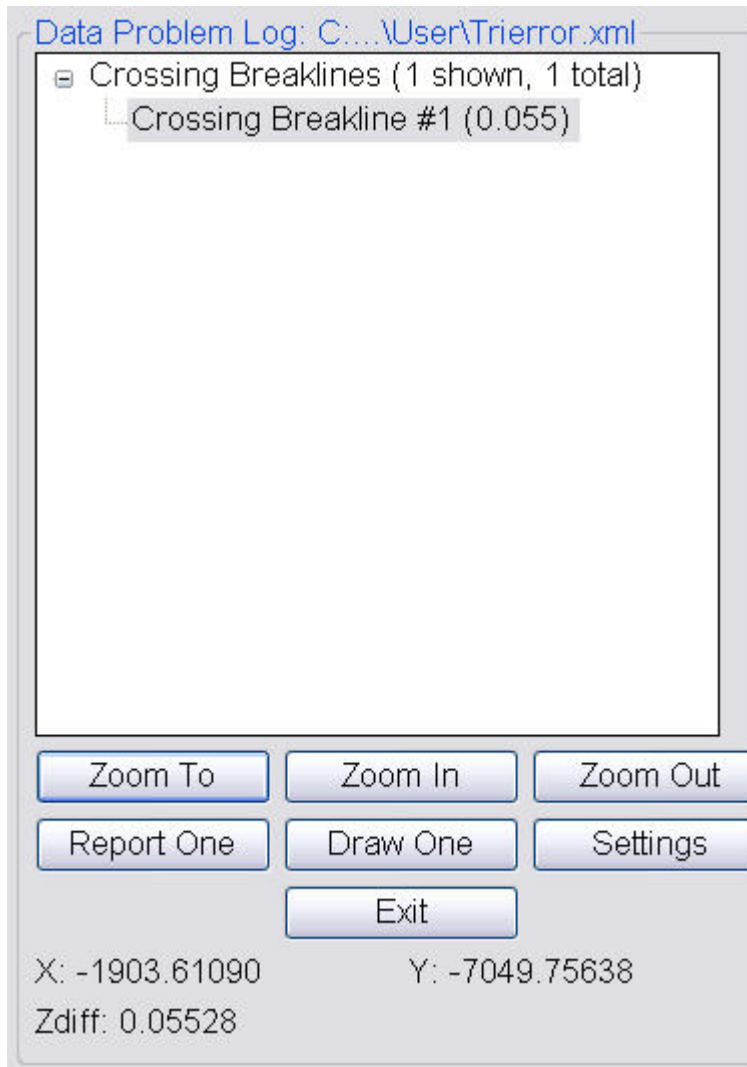 Data Problem Log: C:...\User\Trierror.xml
Crossing Breaklines (1 shown, 1 total)
Crossing Breakline #1 (0.055)
Zoom To Zoom In Zoom Out
Report One Draw One Settings
Exit
X: -1903.61090 Y: -7049.75638
Zdiff: 0.05528